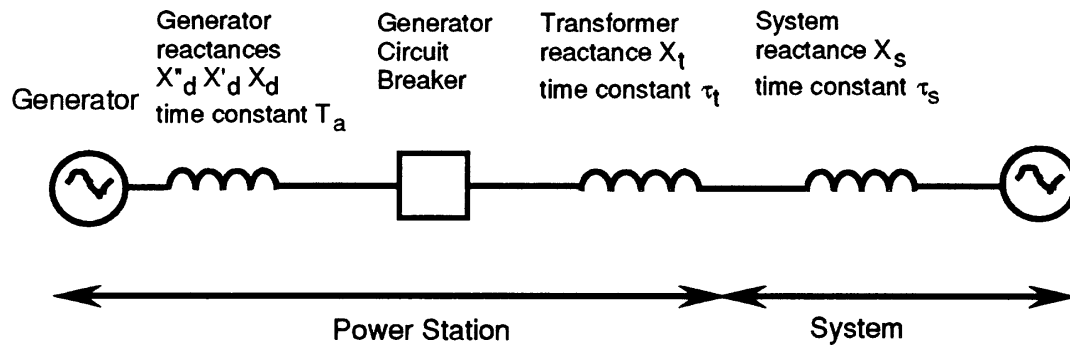 Generator
Generator
reactances
X"d X'd Xd
time constant Ta
Generator
Circuit
Breaker
Transformer
reactance Xt
time constant τt
System
reactance Xs
time constant τs
Power Station
System